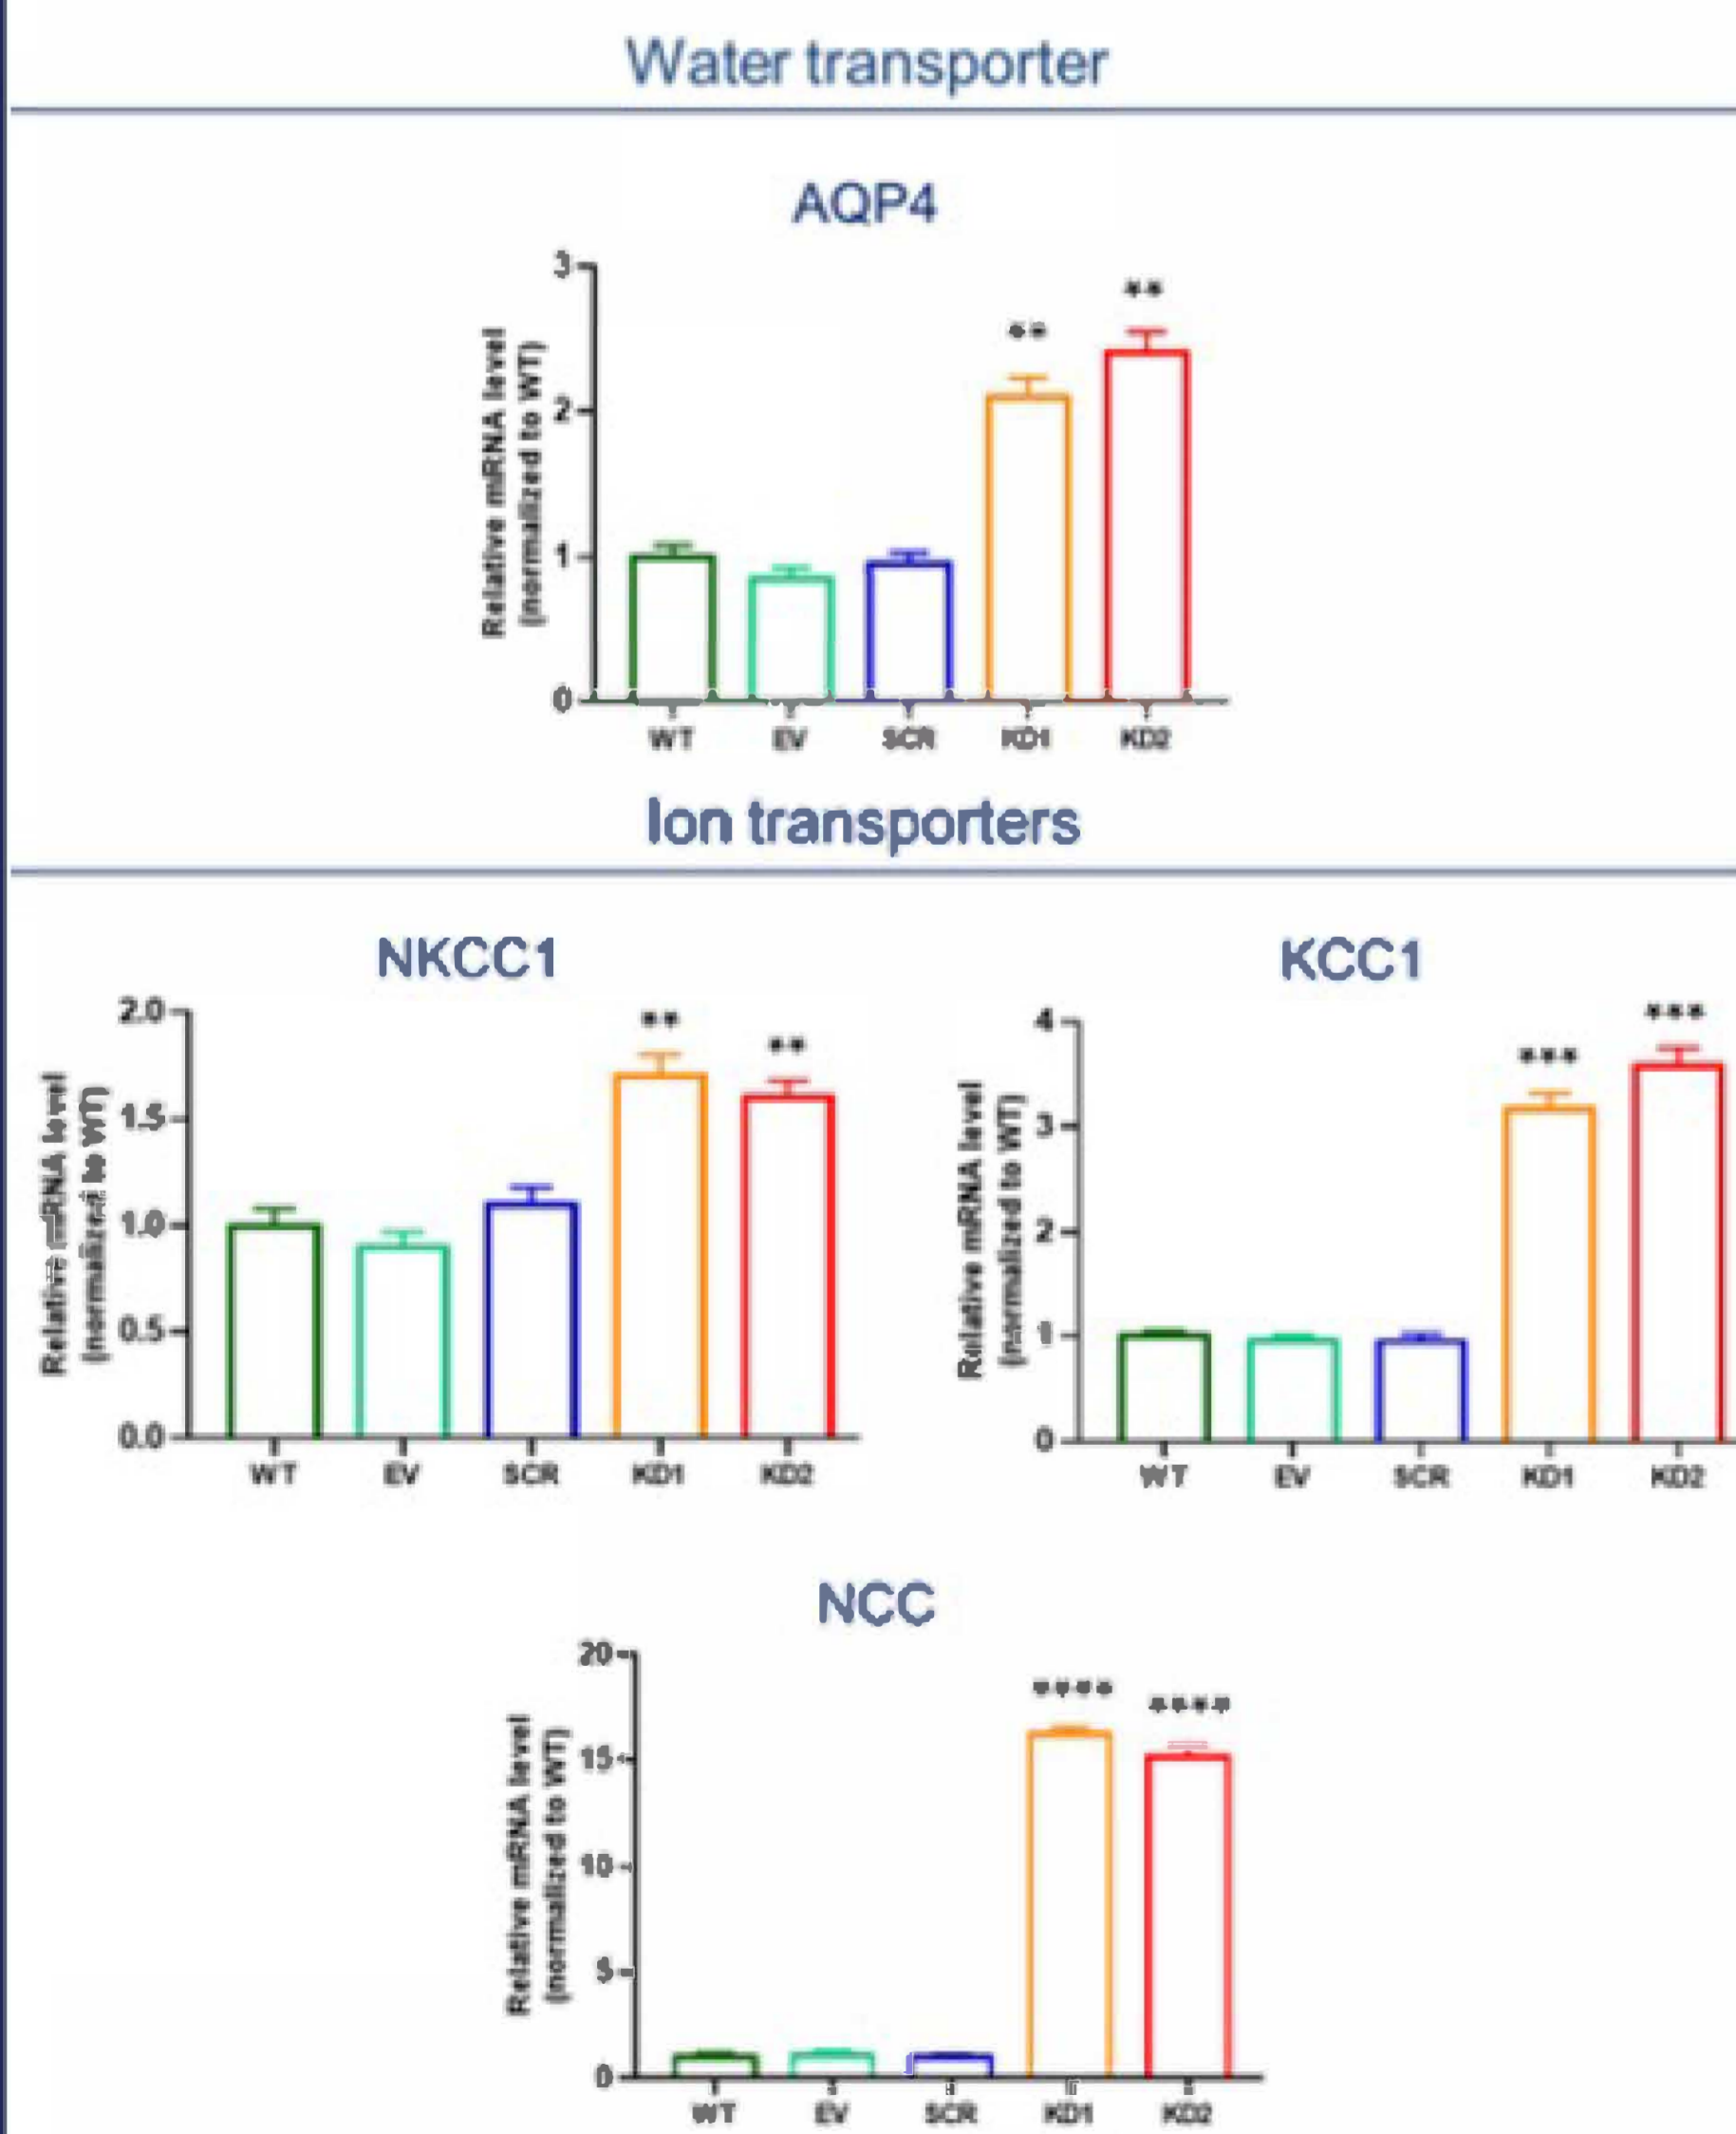 Water transporter
AQP4
Relative mRNA level
(normalized to WT)
3
2
1
0
**
**
WT EV SCR KD1 KD2
Ion transporters
NKCC1
Relative mRNA level
(normalized to WT)
2.0
1.5
1.0
0.5
0.0
**
**
WT EV SCR KD1 KD2
KCC1
Relative mRNA level
(normalized to WT)
4
3
2
1
0
***
***
WT EV SCR KD1 KD2
NCC
Relative mRNA level
(normalized to WT)
20
15
10
5
0
****
****
WT EV SCR KD1 KD2